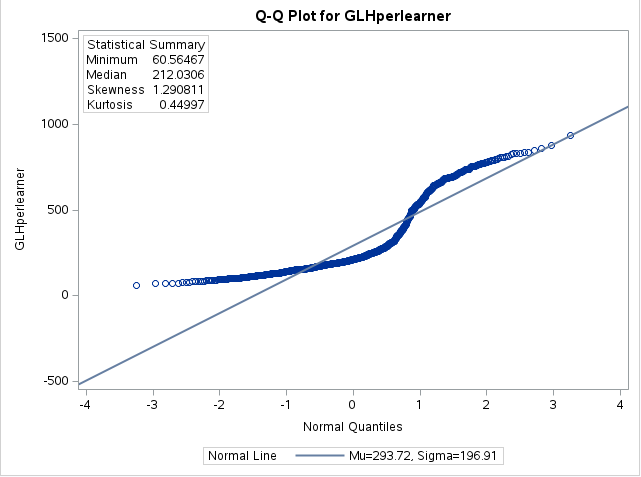 Q-Q Plot for GLHperlearner
Statistical Summary
Minimum 60.56467
Median 212.0306
Skewness 1.290811
Kurtosis 0.44997
1500
1000
500
0
-500
GLHperlearner
-4 -3 -2 -1 0 1 2 3 4
Normal Quantiles
Normal Line Mu=293.72, Sigma=196.91